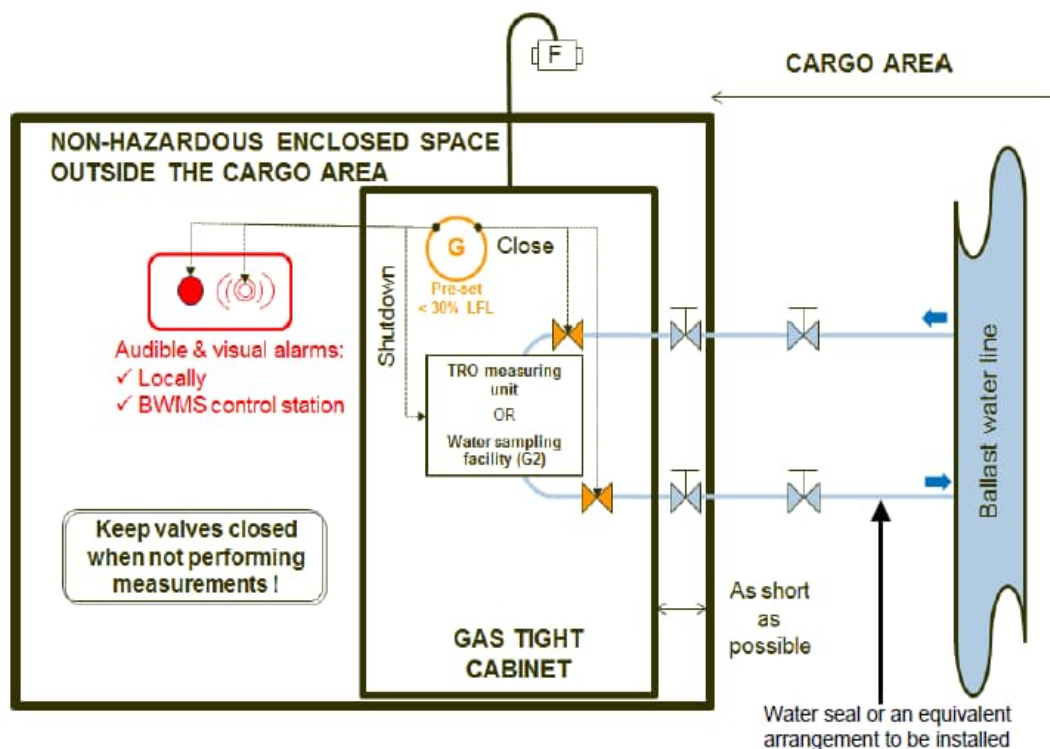 F
CARGO AREA
NON-HAZARDOUS ENCLOSED SPACE
OUTSIDE THE CARGO AREA
G
Close
Pre-set
< 30% LFL
Shutdown
Audible & visual alarms:
✓ Locally
✓ BWMS control station
TRO measuring
unit
OR
Water sampling
facility (G2)
Ballast water line
Keep valves closed
when not performing
measurements !
As short
as
possible
GAS TIGHT
CABINET
Water seal or an equivalent
arrangement to be installed